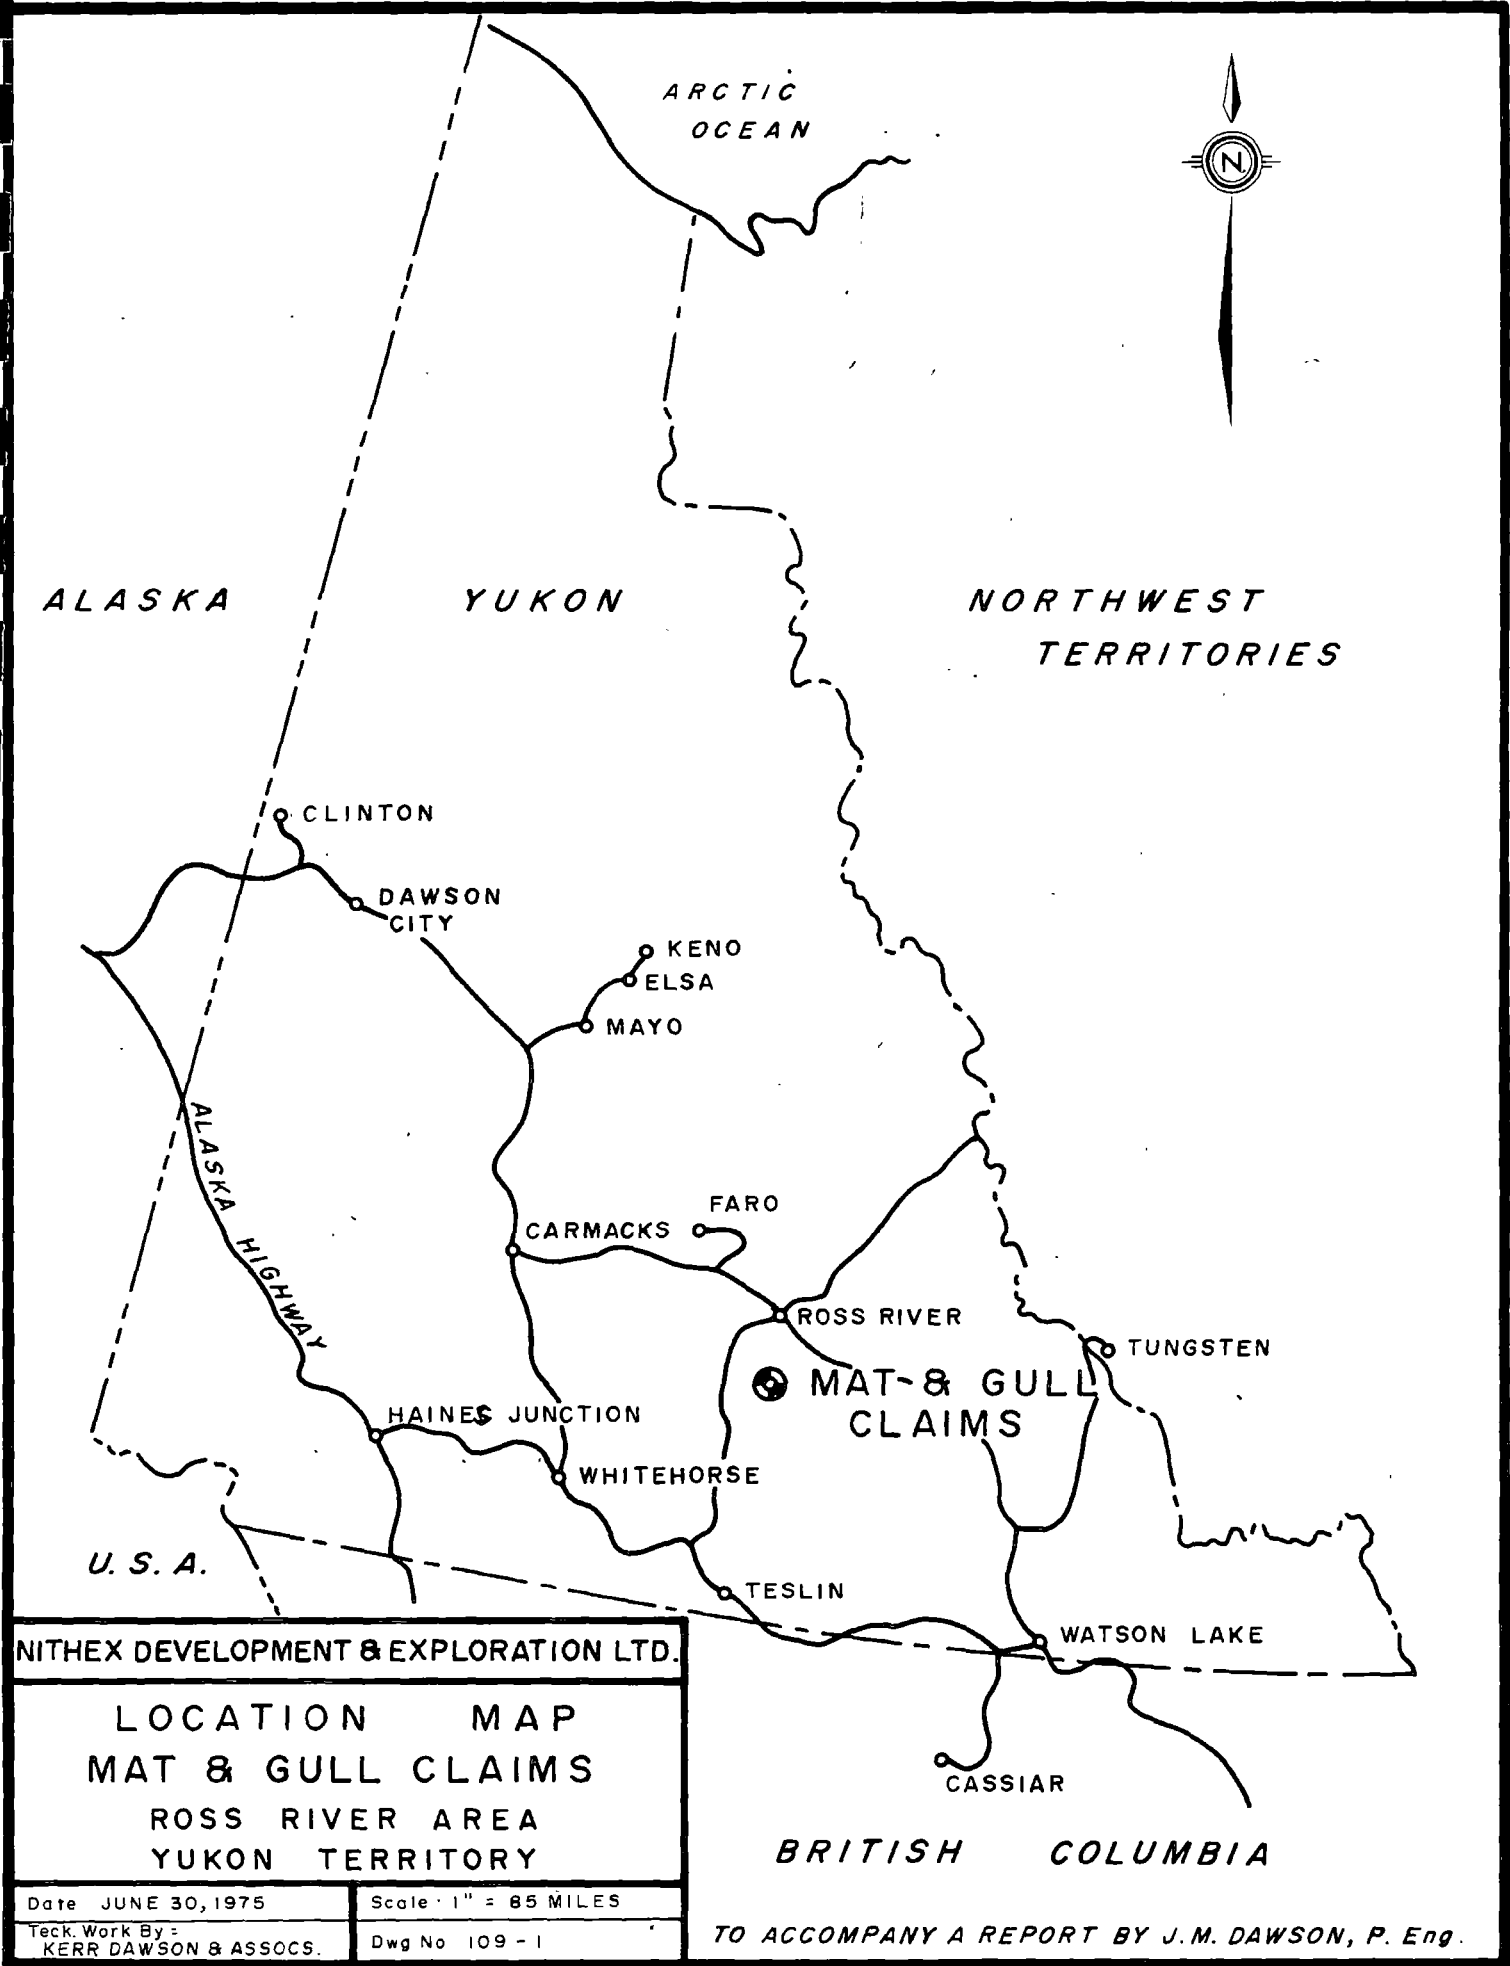 ARCTIC
OCEAN
N
ALASKA
YUKON
NORTHWEST
TERRITORIES
CLINTON
DAWSON
CITY
KENO
ELSA
MAYO
ALASKA HIGHWAY
FARO
CARMACKS
ROSS RIVER
TUNGSTEN
MAT & GULL
CLAIMS
HAINES JUNCTION
WHITEHORSE
U.S.A.
TESLIN
WATSON LAKE
CASSIAR
BRITISH COLUMBIA
NITHEX DEVELOPMENT & EXPLORATION LTD.
LOCATION MAP
MAT & GULL CLAIMS
ROSS RIVER AREA
YUKON TERRITORY
Date JUNE 30, 1975
Scale 1" = 85 MILES
Teck. Work By =
KERR DAWSON & ASSOCS.
Dwg No 109-1
TO ACCOMPANY A REPORT BY J.M. DAWSON, P. Eng.